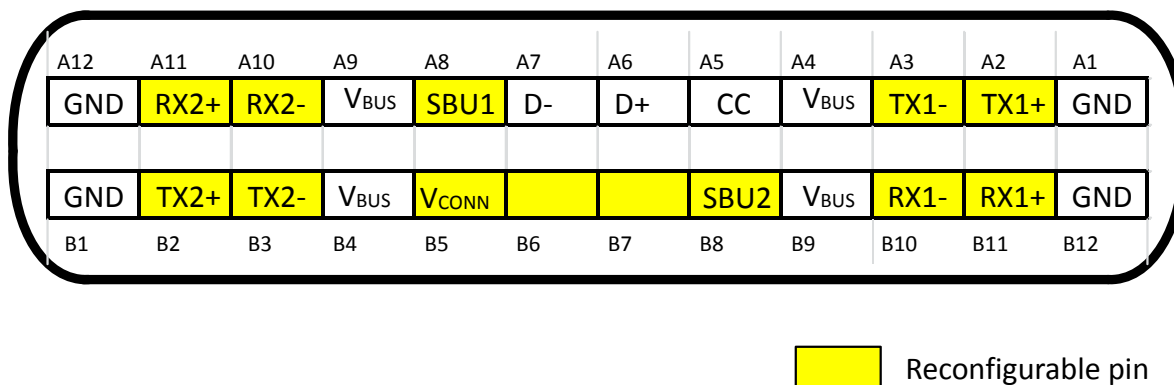 A12 A11 A10 A9 A8 A7 A6 A5 A4 A3 A2 A1
GND RX2+ RX2- VBUS SBU1 D- D+ CC VBUS TX1- TX1+ GND
GND TX2+ TX2- VBUS VCONN SBU2 VBUS RX1- RX1+ GND
B1 B2 B3 B4 B5 B6 B7 B8 B9 B10 B11 B12
Reconfigurable pin